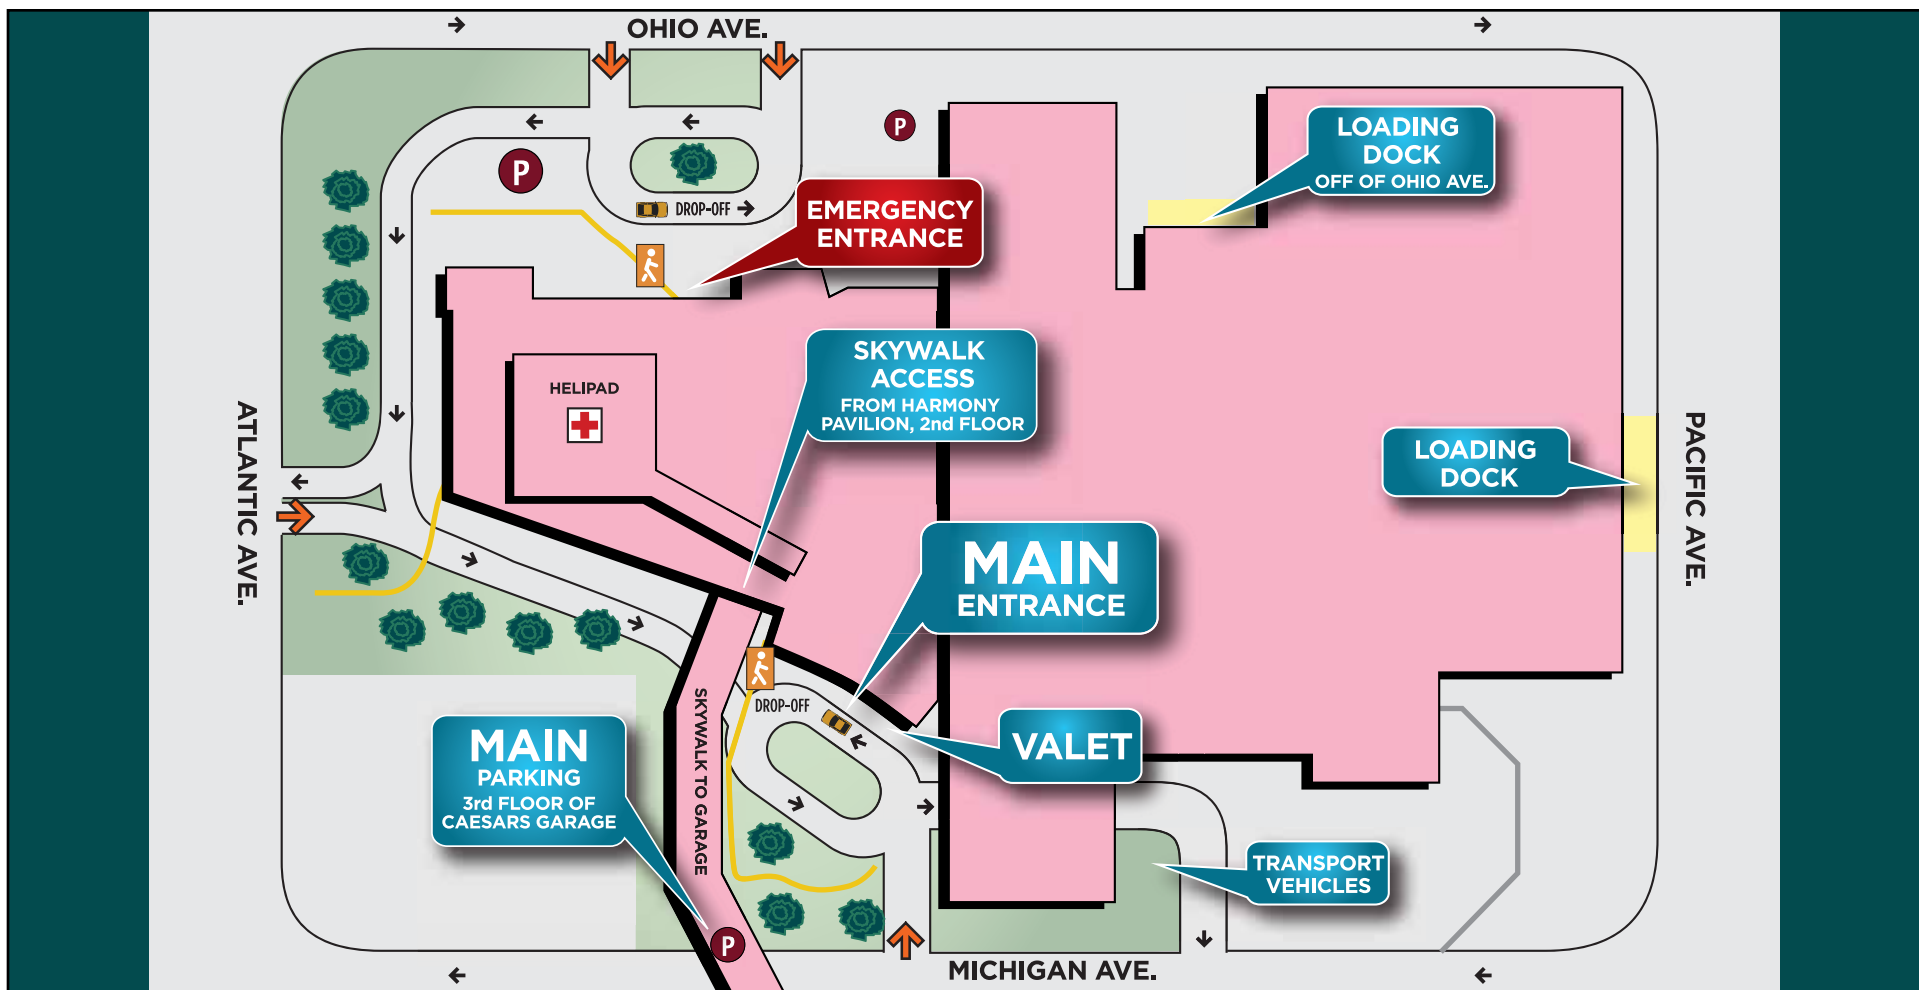 OHIO AVE.
P
P
LOADING
DOCK
OFF OF OHIO AVE.
DROP-OFF
EMERGENCY
ENTRANCE
SKYWALK
ACCESS
FROM HARMONY
PAVILION, 2nd FLOOR
HELIPAD
ATLANTIC AVE.
LOADING
DOCK
PACIFIC AVE.
MAIN
ENTRANCE
DROP-OFF
SKYWALK TO GARAGE
MAIN
PARKING
3rd FLOOR OF
CAESARS GARAGE
VALET
TRANSPORT
VEHICLES
P
MICHIGAN AVE.